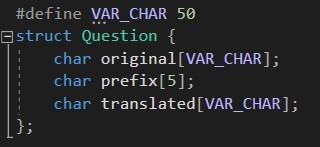 #define VAR_CHAR 50
struct Question {
    char original[VAR_CHAR];
    char prefix[5];
    char translated[VAR_CHAR];
};